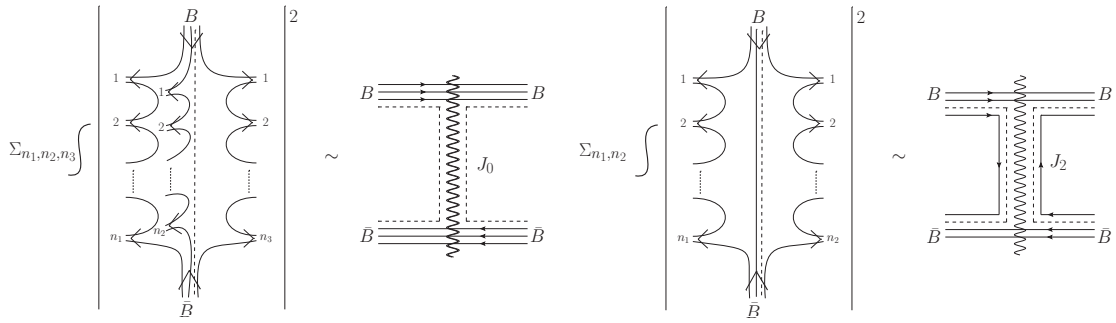 B
2
1
1
1
2
2
2
Σn₁,n₂,n₃ ∫
∼
n₁
n₂
n₃
B̄
B
B
J₀
B̄
B̄
B
2
1
1
2
2
Σn₁,n₂ ∫
∼
n₁
n₂
B̄
B
B
J₂
B̄
B̄